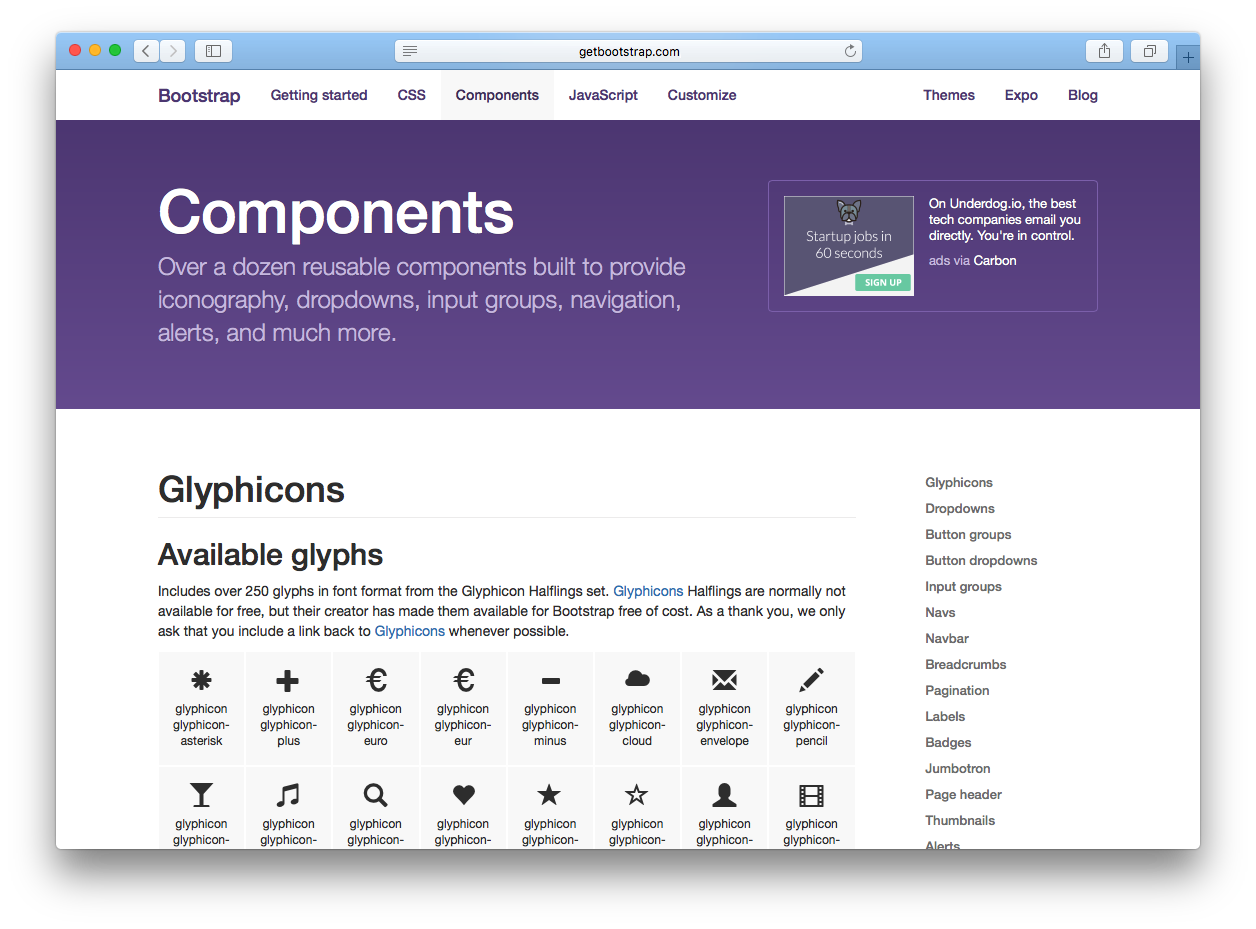 getbootstrap.com
Bootstrap Getting started CSS Components JavaScript Customize Themes Expo Blog
Components
Over a dozen reusable components built to provide
iconography, dropdowns, input groups, navigation,
alerts, and much more.
Startup jobs in
60 seconds
SIGN UP
On Underdog.io, the best
tech companies email you
directly. You're in control.
ads via Carbon
Glyphicons
Available glyphs
Includes over 250 glyphs in font format from the Glyphicon Halflings set. Glyphicons Halflings are normally not
available for free, but their creator has made them available for Bootstrap free of cost. As a thank you, we only
ask that you include a link back to Glyphicons whenever possible.
glyphicon glyphicon glyphicon glyphicon glyphicon glyphicon glyphicon glyphicon
glyphicon- glyphicon- glyphicon- glyphicon- glyphicon- glyphicon- glyphicon- glyphicon-
asterisk plus euro eur minus cloud envelope pencil
glyphicon glyphicon glyphicon glyphicon glyphicon glyphicon glyphicon glyphicon
glyphicon- glyphicon- glyphicon- glyphicon- glyphicon- glyphicon- glyphicon- glyphicon-
Glyphicons
Dropdowns
Button groups
Button dropdowns
Input groups
Navs
Navbar
Breadcrumbs
Pagination
Labels
Badges
Jumbotron
Page header
Thumbnails
Alerts